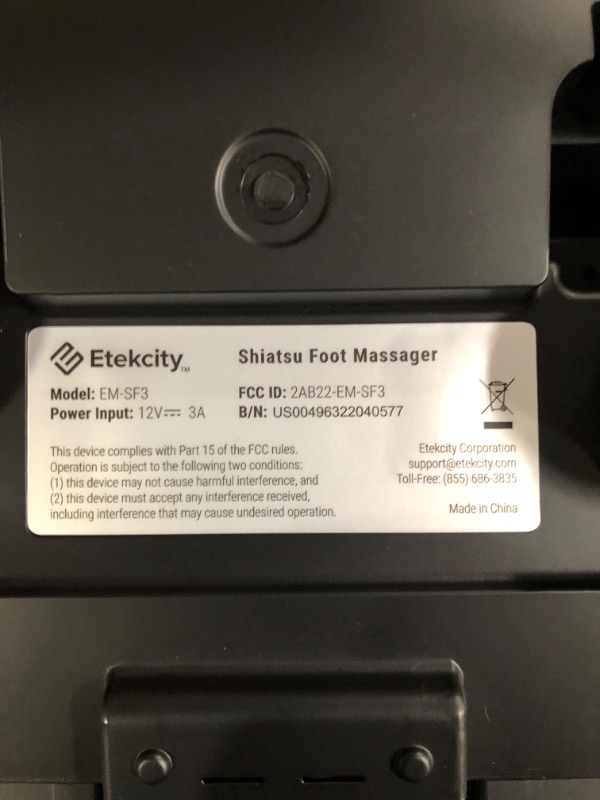 Etekcity™
Shiatsu Foot Massager
Model: EM-SF3
Power Input: 12V⎓ 3A
FCC ID: 2AB22-EM-SF3
B/N: US00496322040577
This device complies with Part 15 of the FCC rules.
Operation is subject to the following two conditions:
(1) this device may not cause harmful interference, and
(2) this device must accept any interference received,
including interference that may cause undesired operation.
Etekcity Corporation
support@etekcity.com
Toll-Free: (855) 686-3835
Made in China